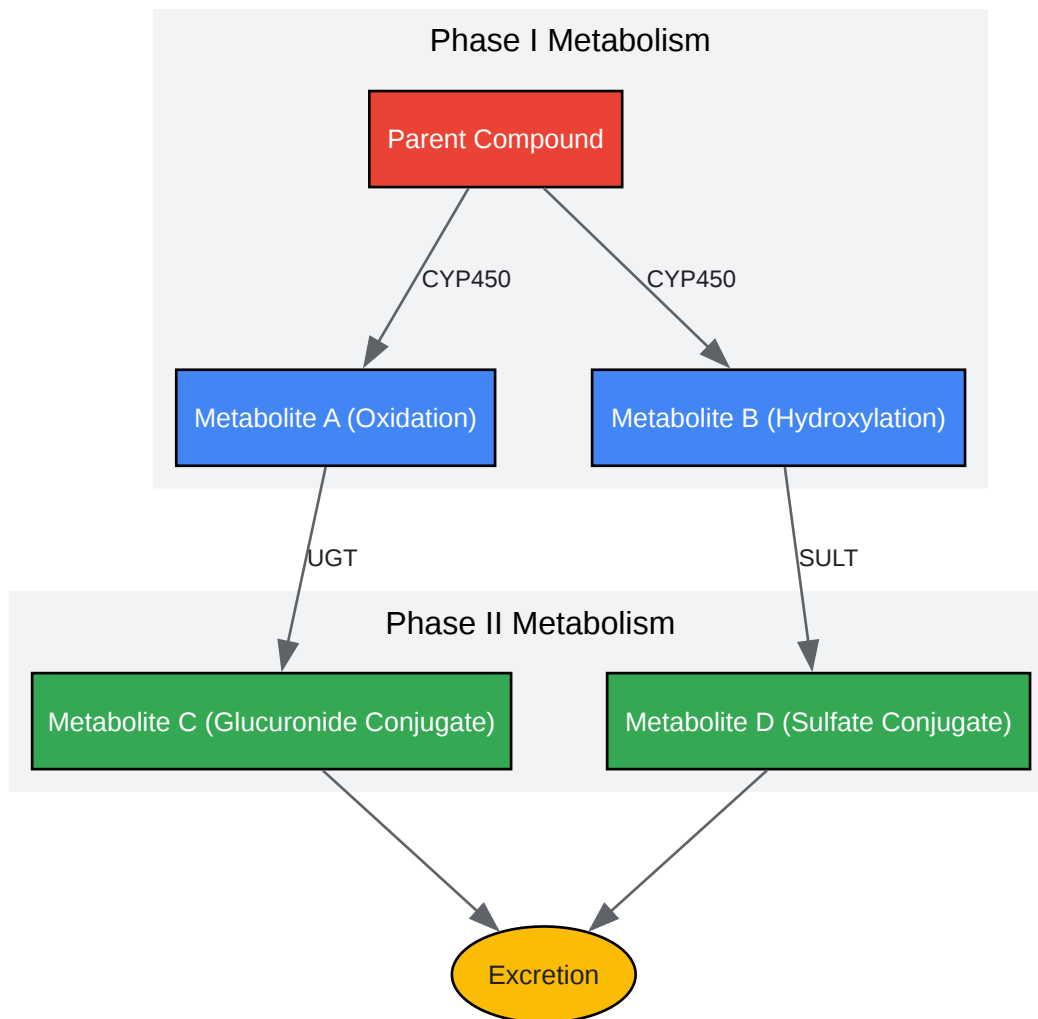 Phase I Metabolism
Parent Compound
CYP450
CYP450
Metabolite A (Oxidation)
Metabolite B (Hydroxylation)
UGT
SULT
Phase II Metabolism
Metabolite C (Glucuronide Conjugate)
Metabolite D (Sulfate Conjugate)
Excretion